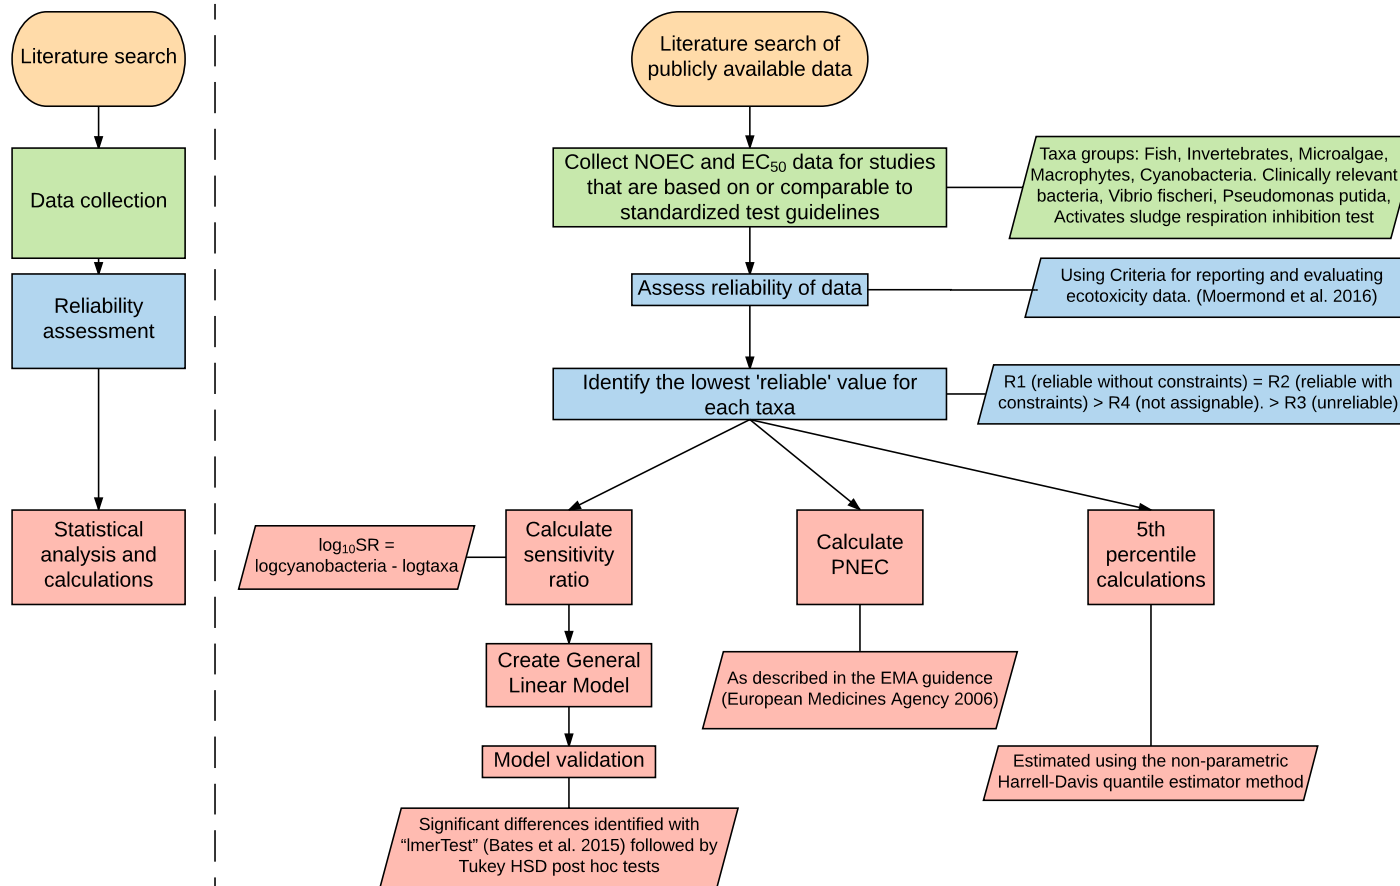 Literature search
Data collection
Reliability
assessment
Statistical
analysis and
calculations
Literature search of
publicly available data
Collect NOEC and EC50 data for studies
that are based on or comparable to
standardized test guidelines
Taxa groups: Fish, Invertebrates, Microalgae,
Macrophytes, Cyanobacteria. Clinically relevant
bacteria, Vibrio fischeri, Pseudomonas putida,
Activates sludge respiration inhibition test
Assess reliability of data
Using Criteria for reporting and evaluating
ecotoxicity data. (Moermond et al. 2016)
Identify the lowest 'reliable' value for
each taxa
R1 (reliable without constraints) = R2 (reliable with
constraints) > R4 (not assignable). > R3 (unreliable)
log10SR =
logcyanobacteria - logtaxa
Calculate
sensitivity
ratio
Calculate
PNEC
5th
percentile
calculations
Create General
Linear Model
As described in the EMA guidence
(European Medicines Agency 2006)
Model validation
Estimated using the non-parametric
Harrell-Davis quantile estimator method
Significant differences identified with
“lmerTest” (Bates et al. 2015) followed by
Tukey HSD post hoc tests